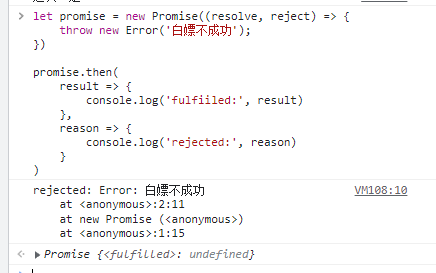 let promise = new Promise((resolve, reject) => {
    throw new Error('白嫖不成功');
})

promise.then(
    result => {
        console.log('fulfiiled:', result)
    },
    reason => {
        console.log('rejected:', reason)
    }
)
rejected: Error: 白嫖不成功 VM108:10
    at <anonymous>:2:11
    at new Promise (<anonymous>)
    at <anonymous>:1:15
Promise {<fulfilled>: undefined}